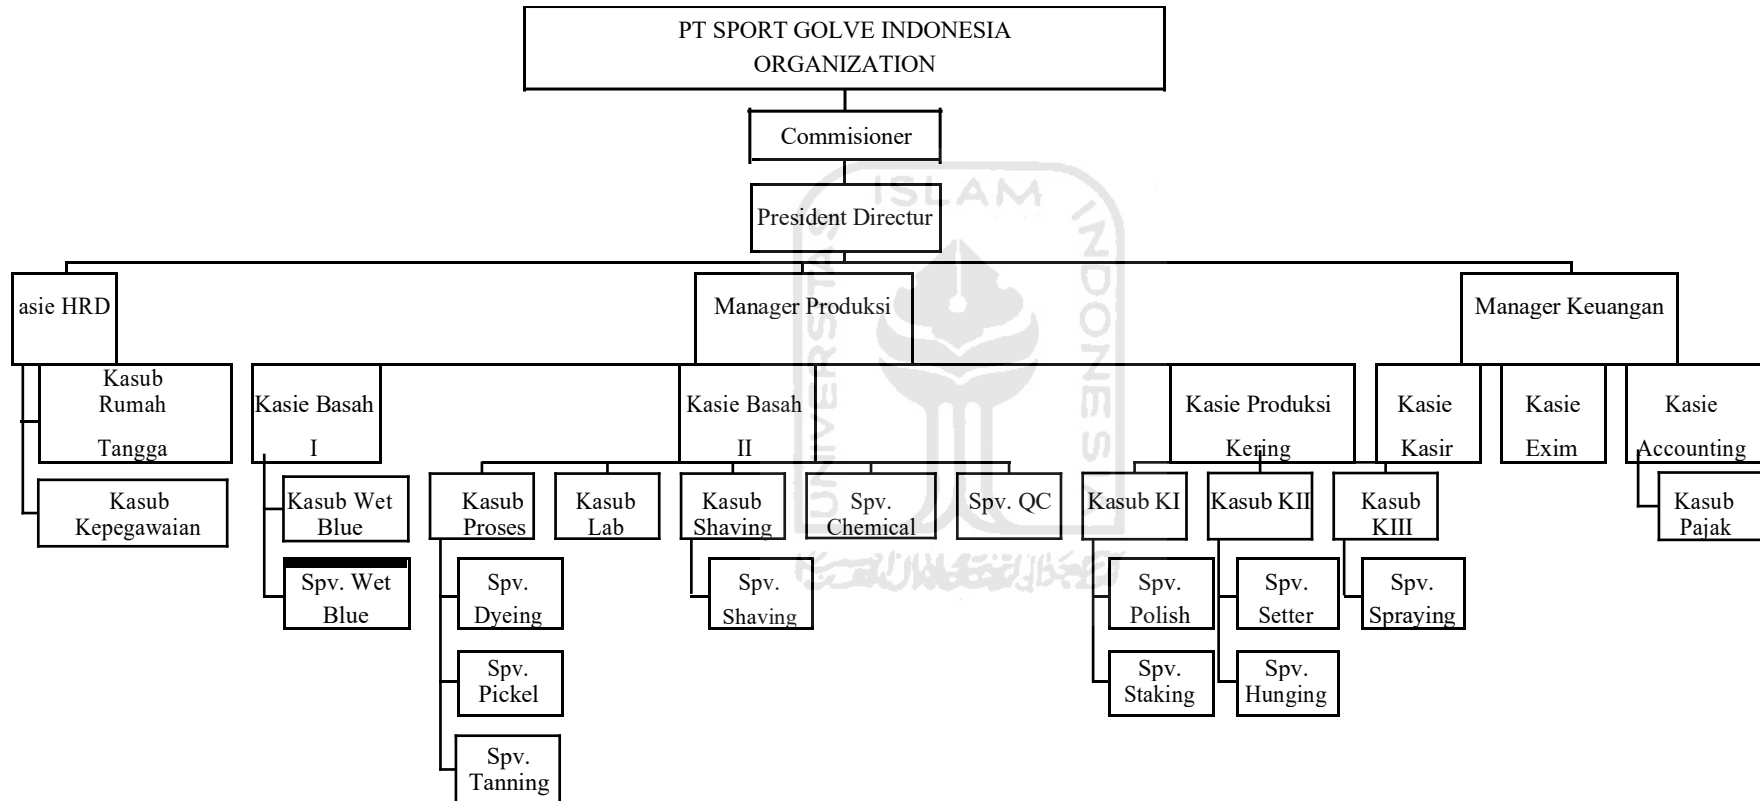 PT SPORT GOLVE INDONESIA
ORGANIZATION
Commisioner
President Directur
asie HRD
Manager Produksi
Manager Keuangan
Kasub
Rumah
Tangga
Kasie Basah
I
Kasie Basah
II
Kasie Produksi
Kering
Kasie
Kasir
Kasie
Exim
Kasie
Accounting
Kasub
Kepegawaian
Kasub Wet
Blue
Kasub
Proses
Kasub
Lab
Kasub
Shaving
Spv.
Chemical
Spv. QC
Kasub KI
Kasub KII
Kasub
KIII
Kasub
Pajak
Spv. Wet
Blue
Spv.
Dyeing
Spv.
Shaving
Spv.
Polish
Spv.
Setter
Spv.
Spraying
Spv.
Pickel
Spv.
Staking
Spv.
Hunging
Spv.
Tanning
UNIVERSITAS
ISLAM
INDONESIA